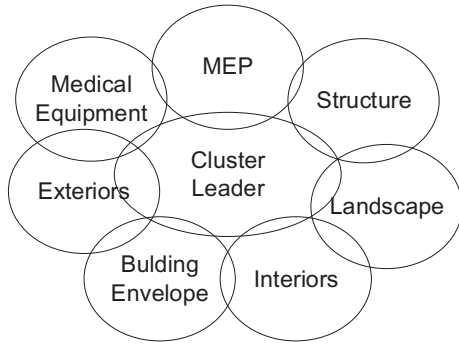 MEP
Medical
Equipment
Structure
Cluster
Leader
Exteriors
Landscape
Bulding
Envelope
Interiors